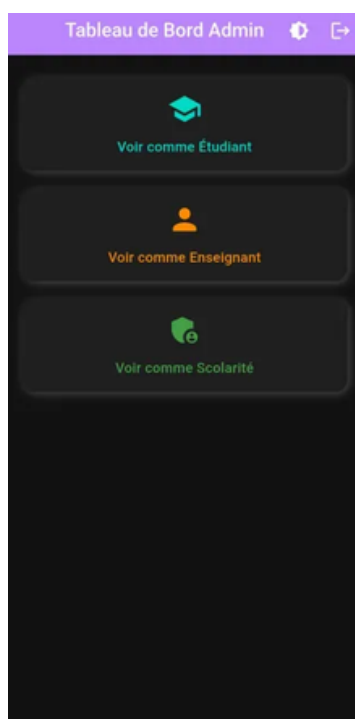 Tableau de Bord Admin
Voir comme Étudiant
Voir comme Enseignant
Voir comme Scolarité